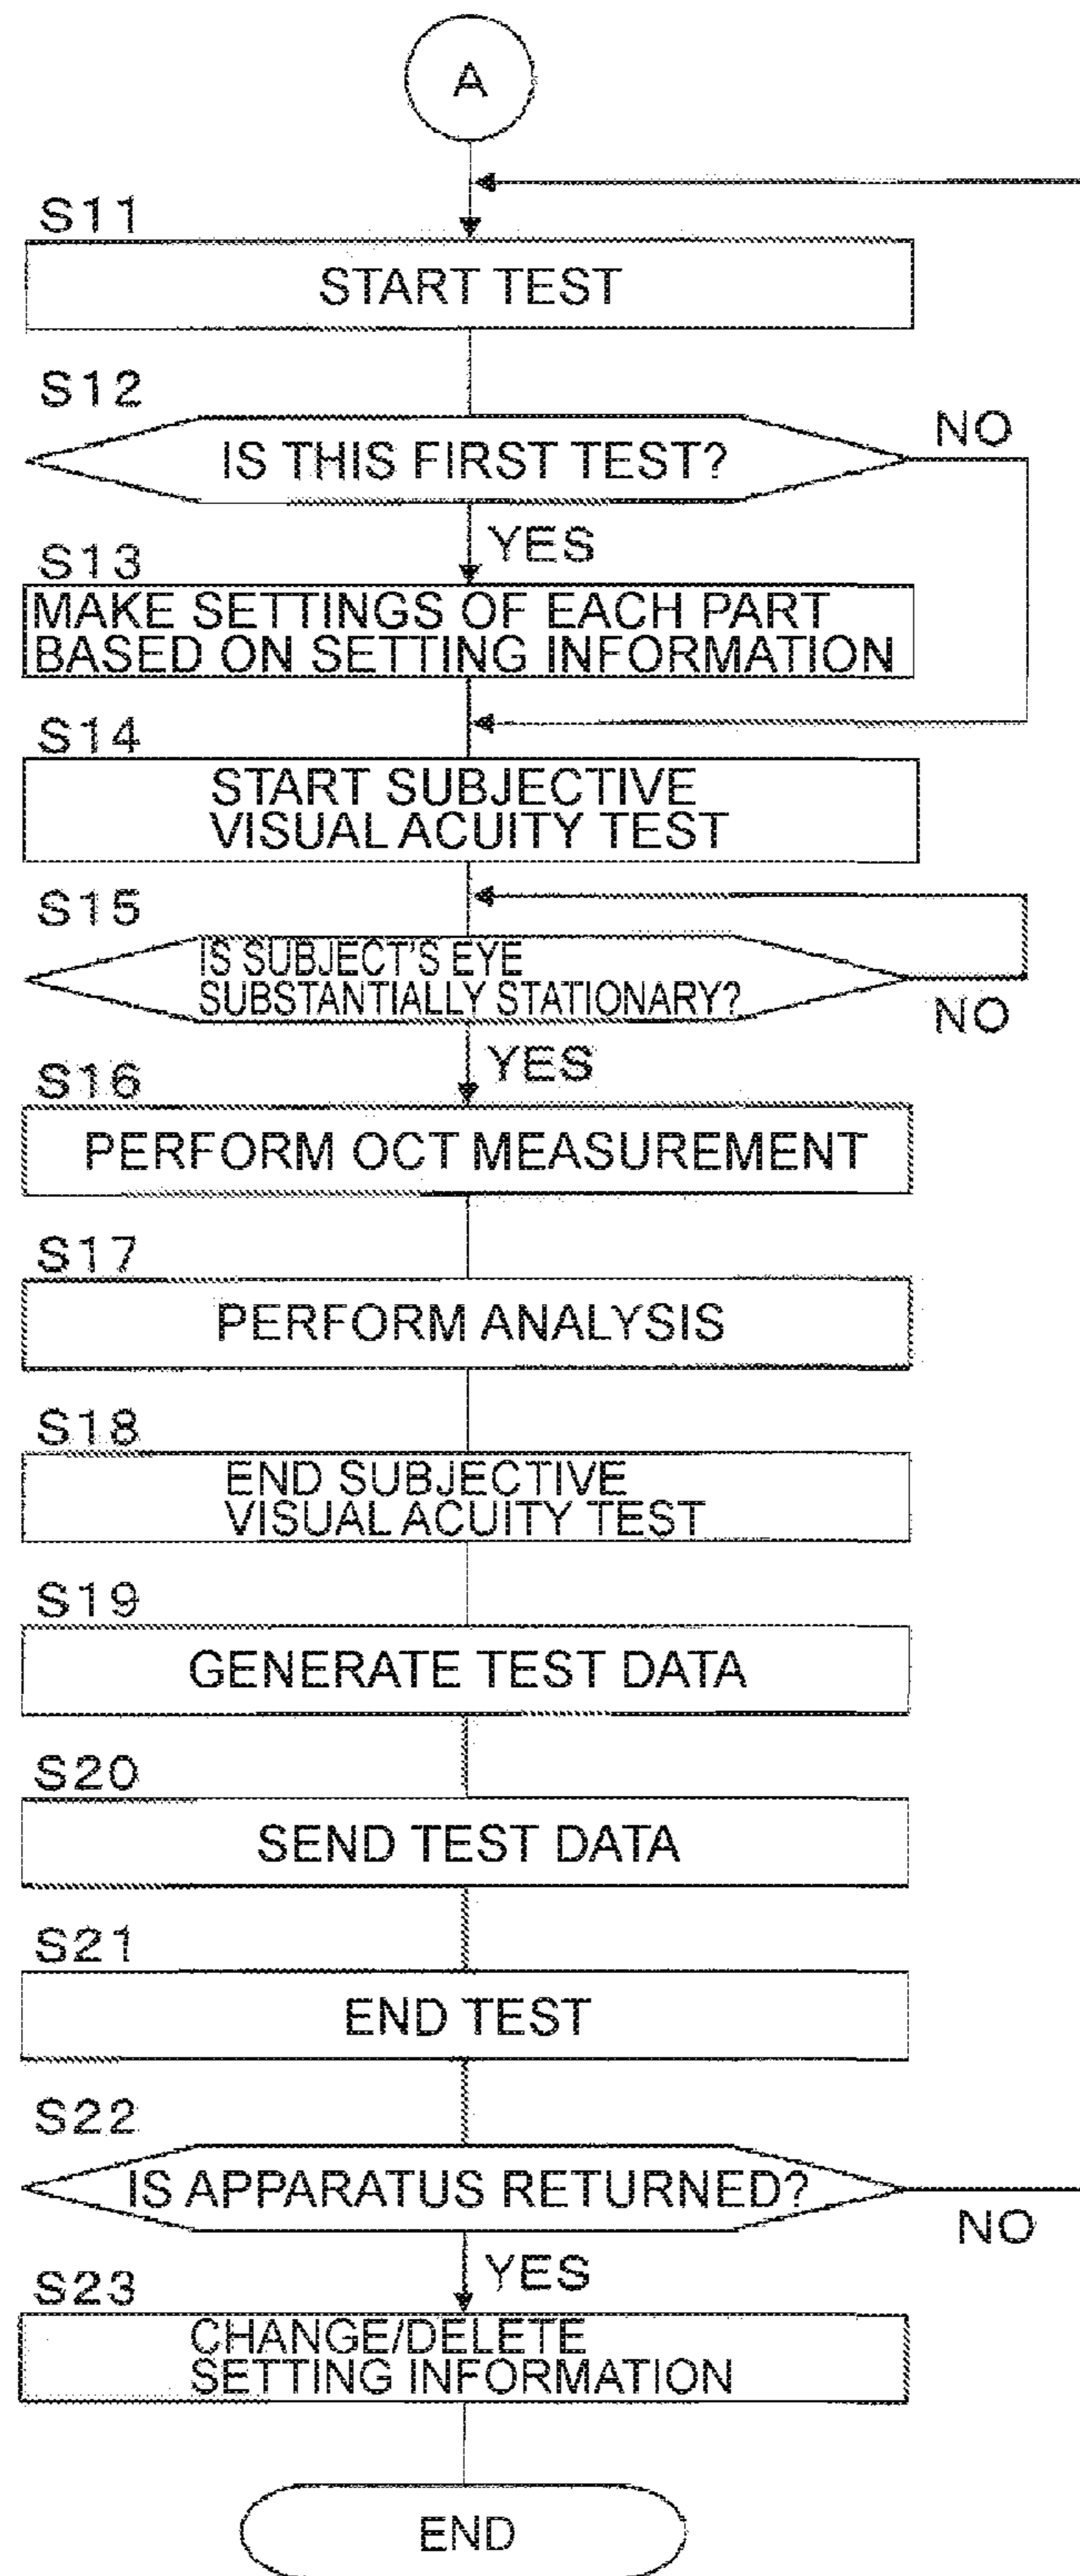 A
S11
START TEST
S12
IS THIS FIRST TEST?
NO
YES
S13
MAKE SETTINGS OF EACH PART
BASED ON SETTING INFORMATION
S14
START SUBJECTIVE
VISUAL ACUITY TEST
S15
IS SUBJECT'S EYE
SUBSTANTIALLY STATIONARY?
NO
YES
S16
PERFORM OCT MEASUREMENT
S17
PERFORM ANALYSIS
S18
END SUBJECTIVE
VISUAL ACUITY TEST
S19
GENERATE TEST DATA
S20
SEND TEST DATA
S21
END TEST
S22
IS APPARATUS RETURNED?
NO
YES
S23
CHANGE/DELETE
SETTING INFORMATION
END